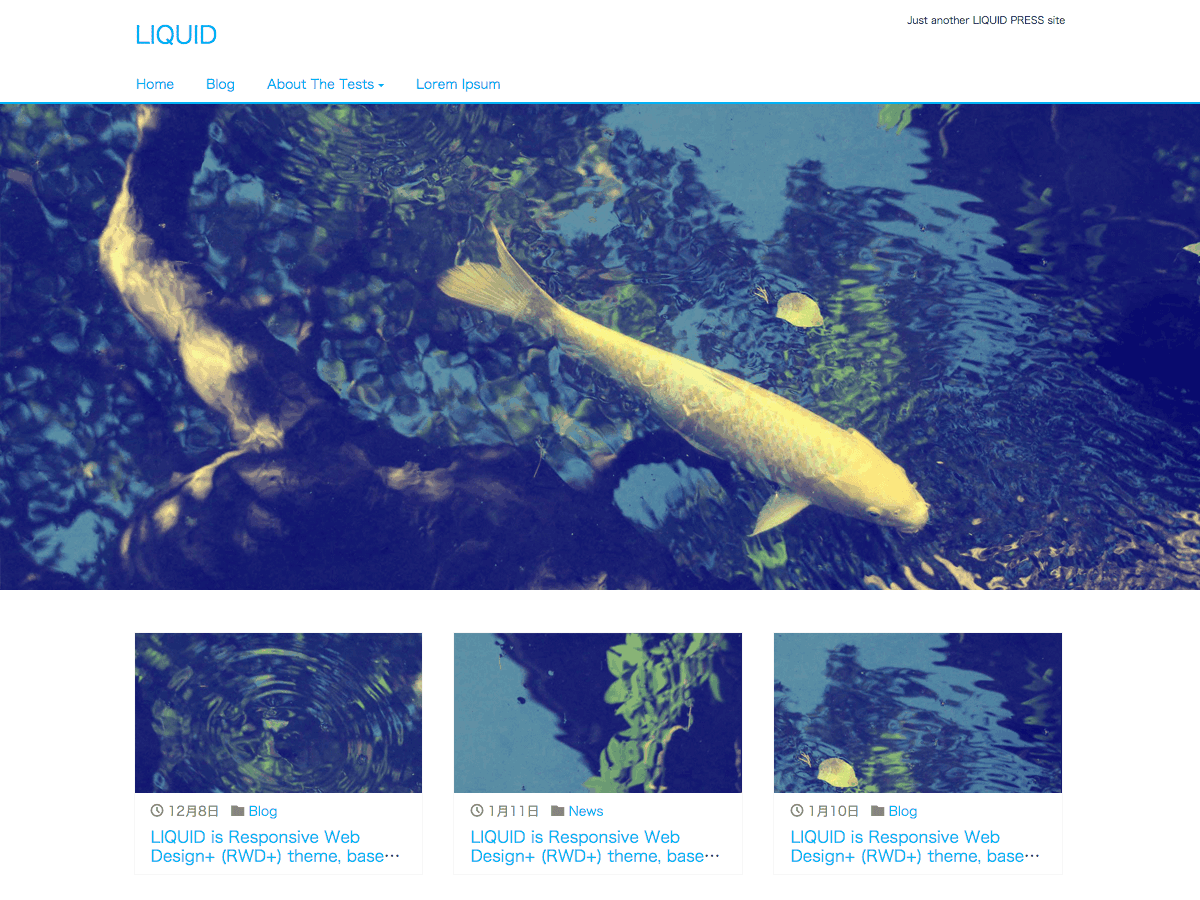 LIQUID
Just another LIQUID PRESS site
Home Blog About The Tests Lorem Ipsum
12月8日 Blog
LIQUID is Responsive Web
Design+ (RWD+) theme, base…
1月11日 News
LIQUID is Responsive Web
Design+ (RWD+) theme, base…
1月10日 Blog
LIQUID is Responsive Web
Design+ (RWD+) theme, base…